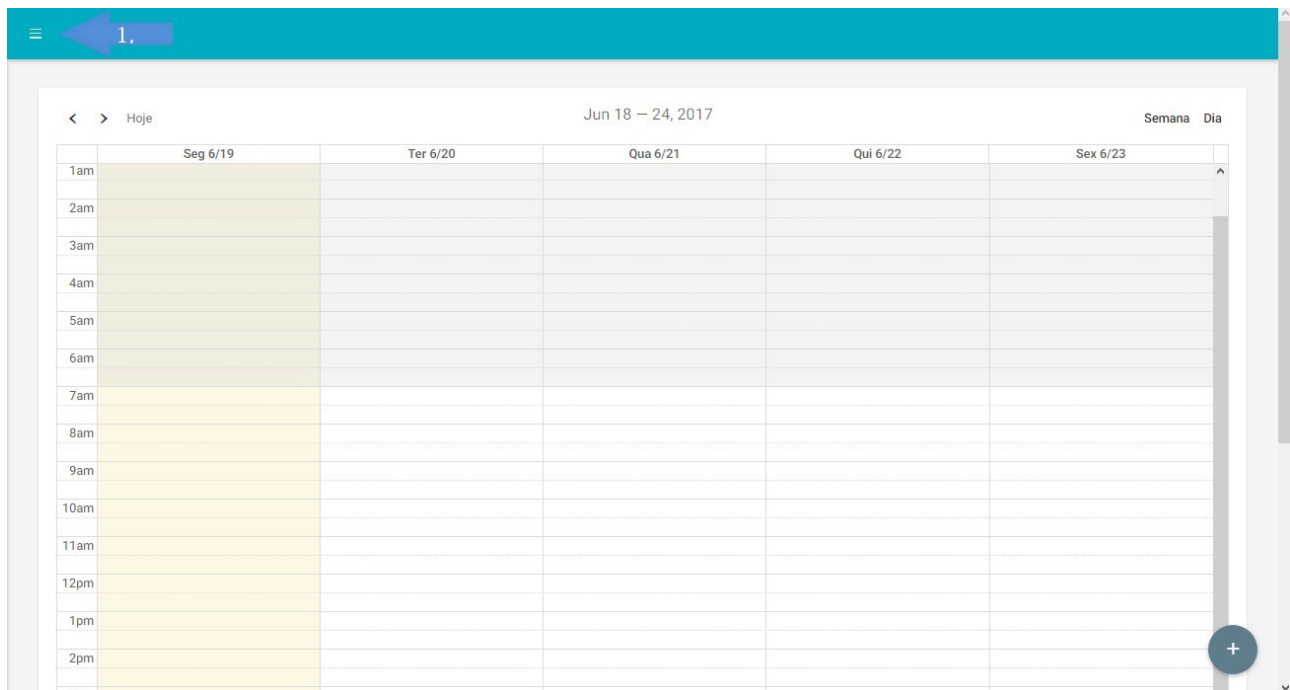 1.
Hoje
Jun 18 — 24, 2017
Semana Dia
Seg 6/19 Ter 6/20 Qua 6/21 Qui 6/22 Sex 6/23
1am
2am
3am
4am
5am
6am
7am
8am
9am
10am
11am
12pm
1pm
2pm
+